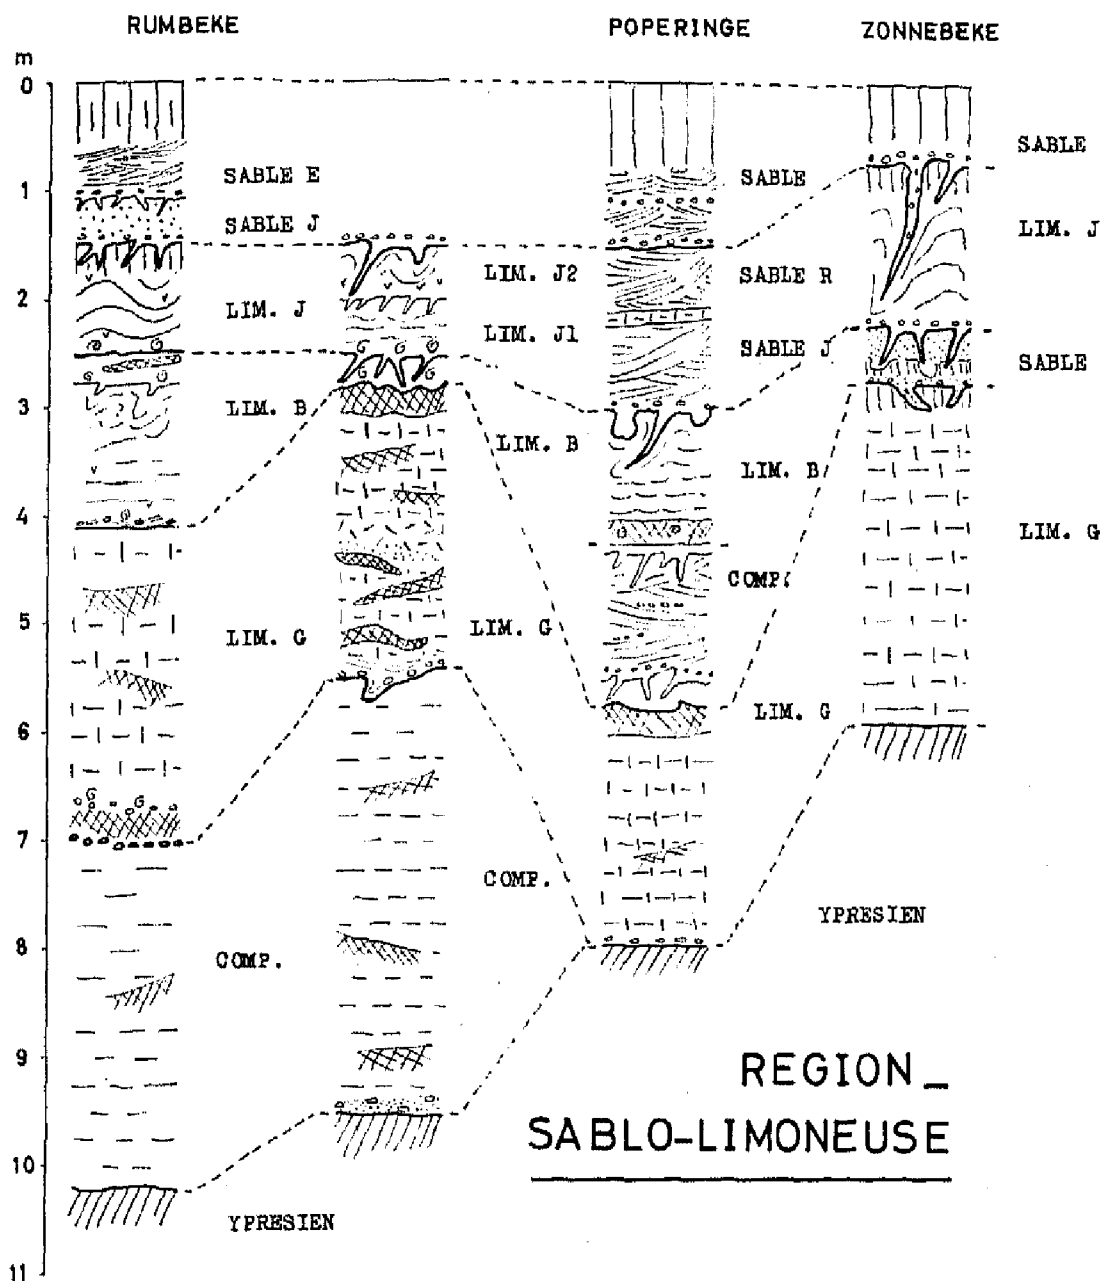 RUMBEKE POPERINGE ZONNEBEKE
m
0
SABLE
SABLE E SABLE
1
SABLE J LIM. J
LIM. J2 SABLE R
2
LIM. J LIM. J1 SABLE J SABLE
3
LIM. B LIM. B LIM. B
4
LIM. G
COMP.
5
LIM. G LIM. G
LIM. G
6
7
COMP.
YPRESIEN
8
COMP.
9
REGION_
SABLO-LIMONEUSE
10
YPRESIEN
11